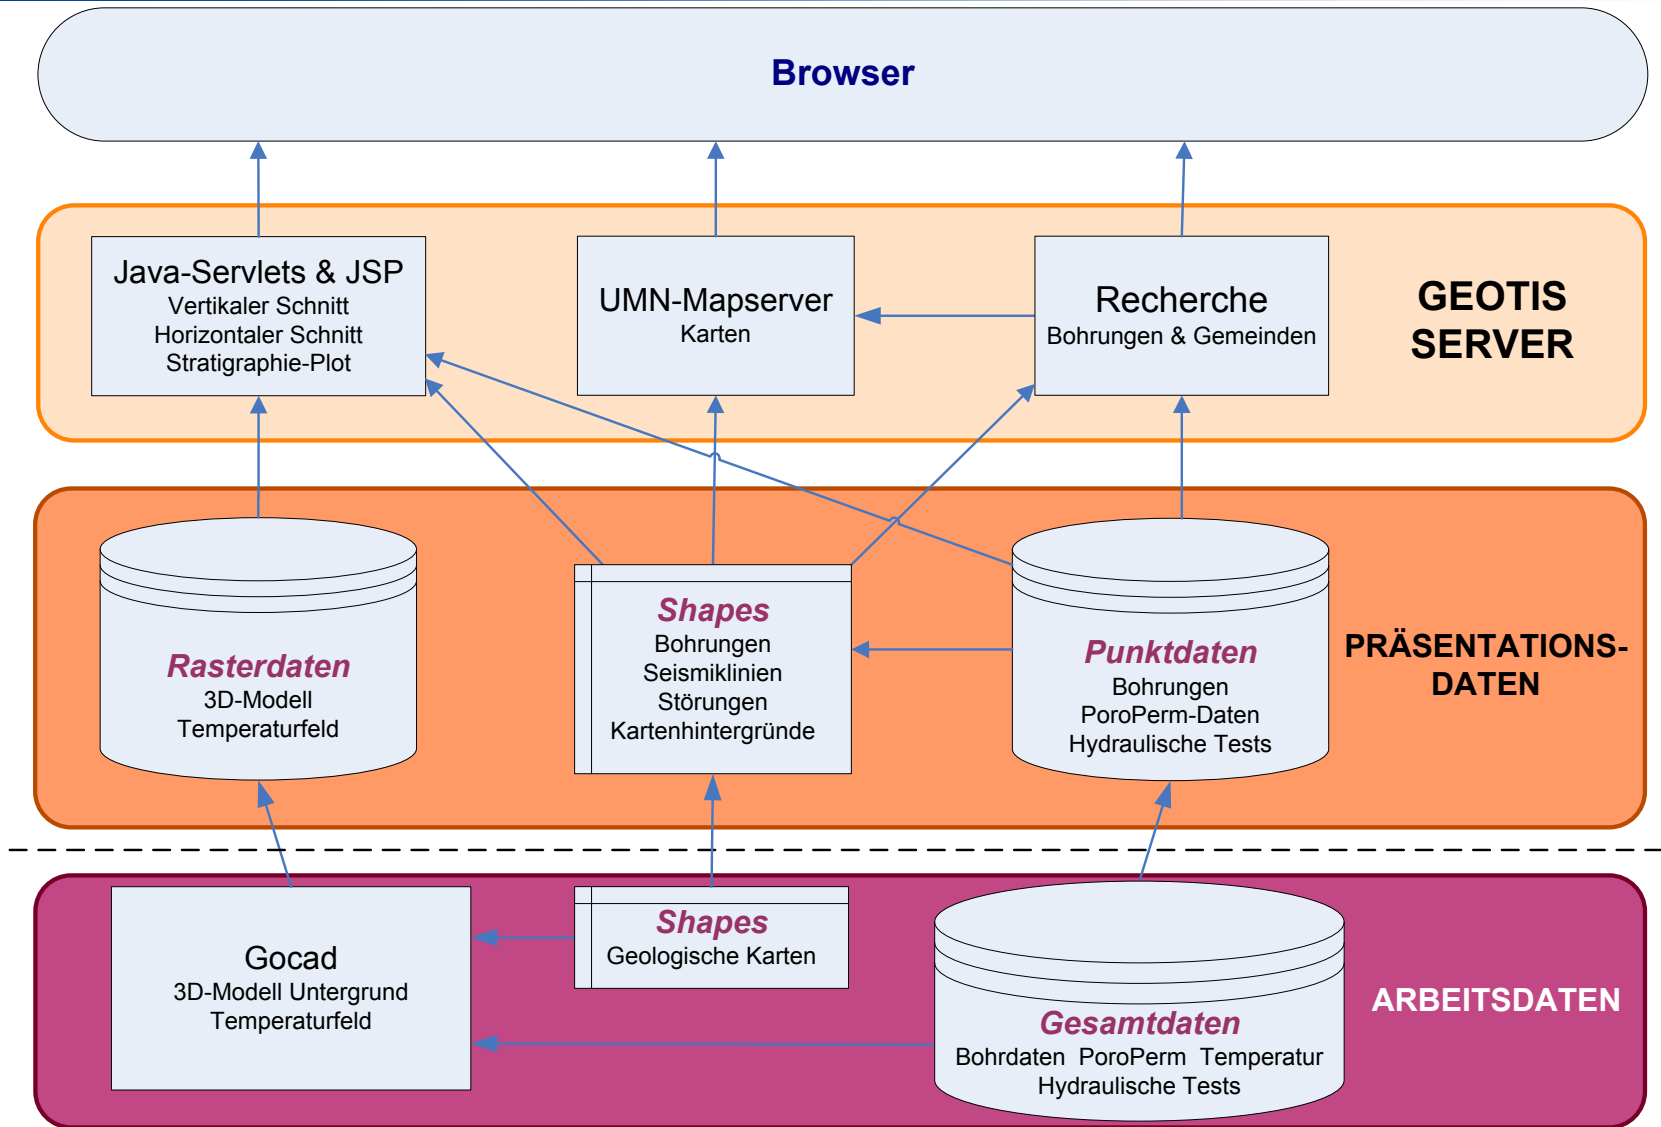 Browser
Java-Servlets & JSP
Vertikaler Schnitt
Horizontaler Schnitt
Stratigraphie-Plot
UMN-Mapserver
Karten
Recherche
Bohrungen & Gemeinden
GEOTIS
SERVER
Rasterdaten
3D-Modell
Temperaturfeld
Shapes
Bohrungen
Seismiklinien
Störungen
Kartenhintergründe
Punktdaten
Bohrungen
PoroPerm-Daten
Hydraulische Tests
PRÄSENTATIONS-
DATEN
Gocad
3D-Modell Untergrund
Temperaturfeld
Shapes
Geologische Karten
Gesamtdaten
Bohrdaten PoroPerm Temperatur
Hydraulische Tests
ARBEITSDATEN